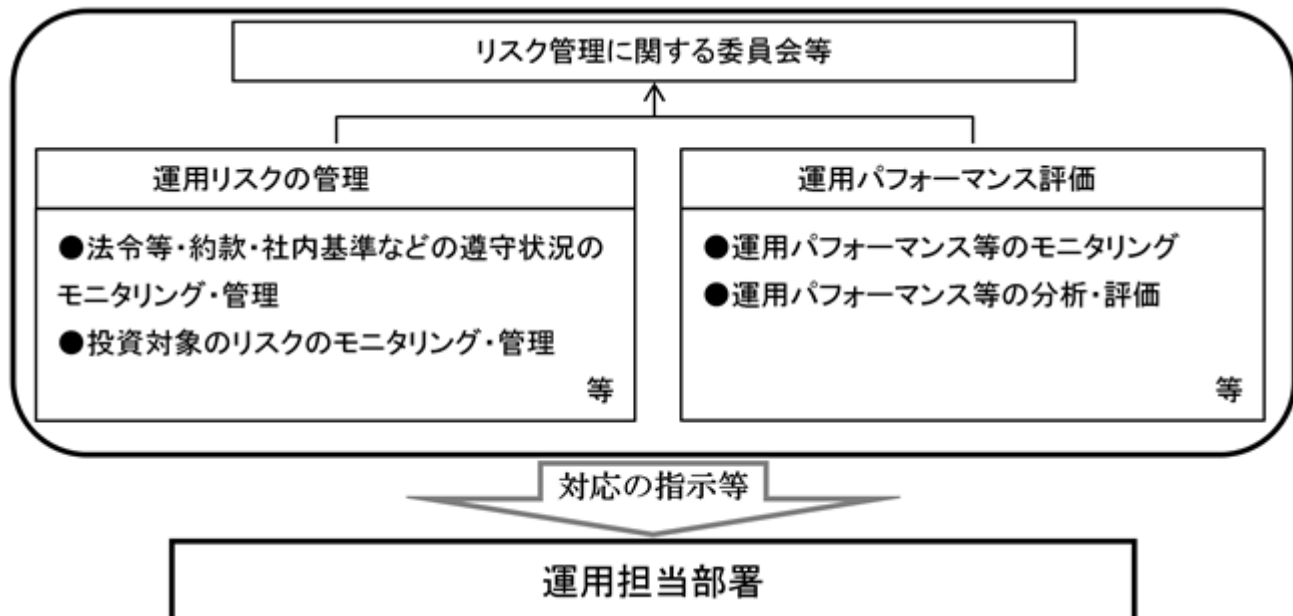 リスク管理に関する委員会等
運用リスクの管理
●法令等・約款・社内基準などの遵守状況の
モニタリング・管理
●投資対象のリスクのモニタリング・管理
等
運用パフォーマンス評価
●運用パフォーマンス等のモニタリング
●運用パフォーマンス等の分析・評価
等
対応の指示等
運用担当部署